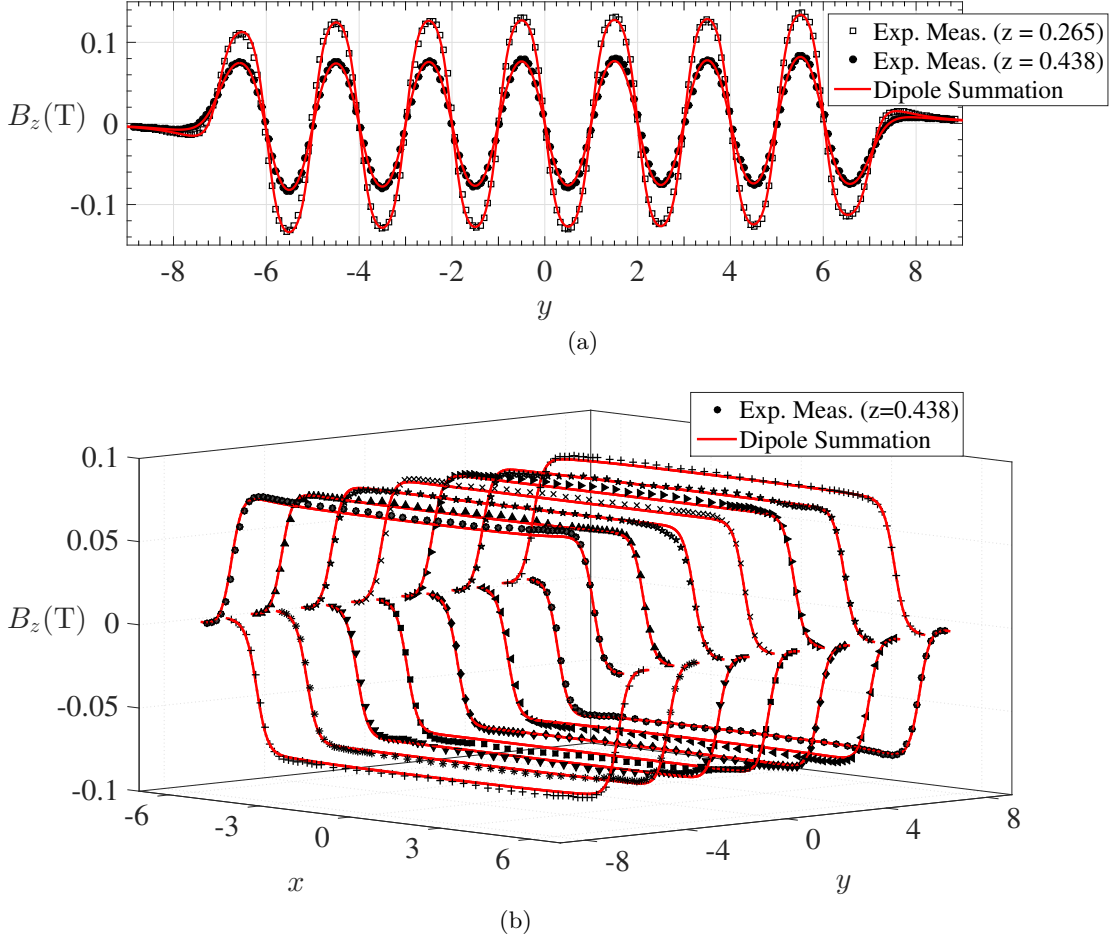 Exp. Meas. (z = 0.265)
Exp. Meas. (z = 0.438)
Dipole Summation
0.1
0
-0.1
B_z(T)
-8 -6 -4 -2 0 2 4 6 8
y
(a)
Exp. Meas. (z=0.438)
Dipole Summation
0.1
0.05
0
-0.05
-0.1
B_z(T)
-6 -3 0 3 6
-8 -4 0 4 8
x
y
(b)